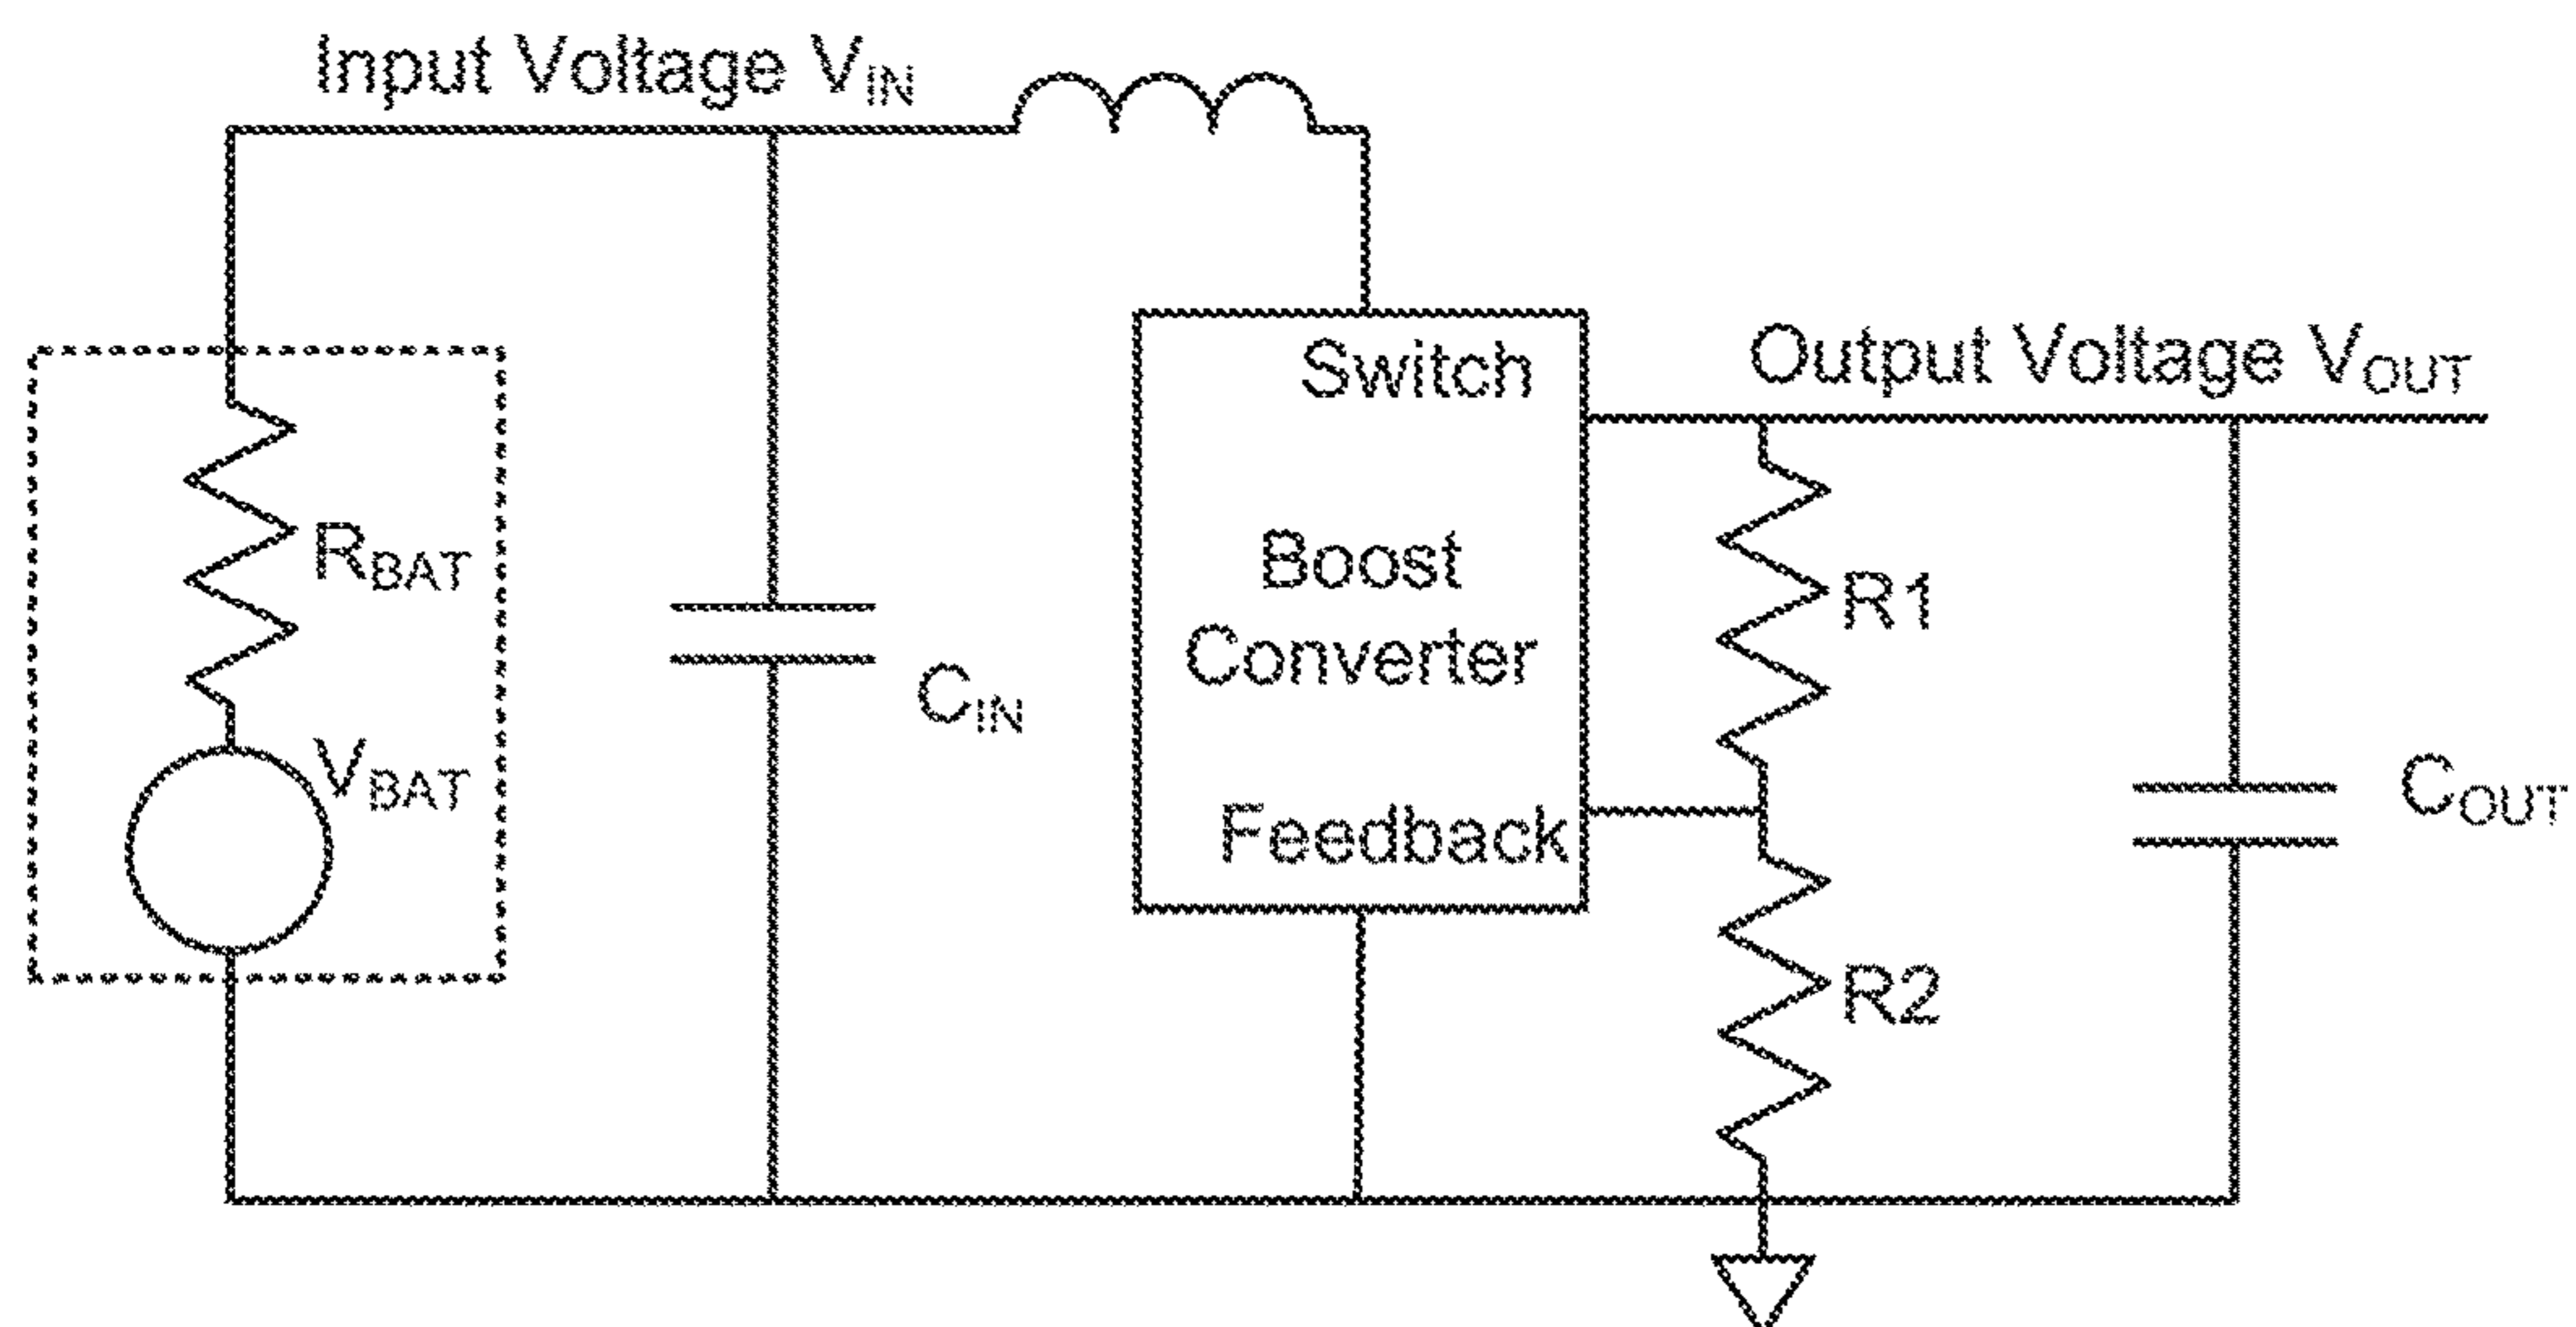 Input Voltage VIN
Switch
Output Voltage VOUT
RBAT
Boost
Converter
R1
CIN
VBAT
Feedback
COUT
R2